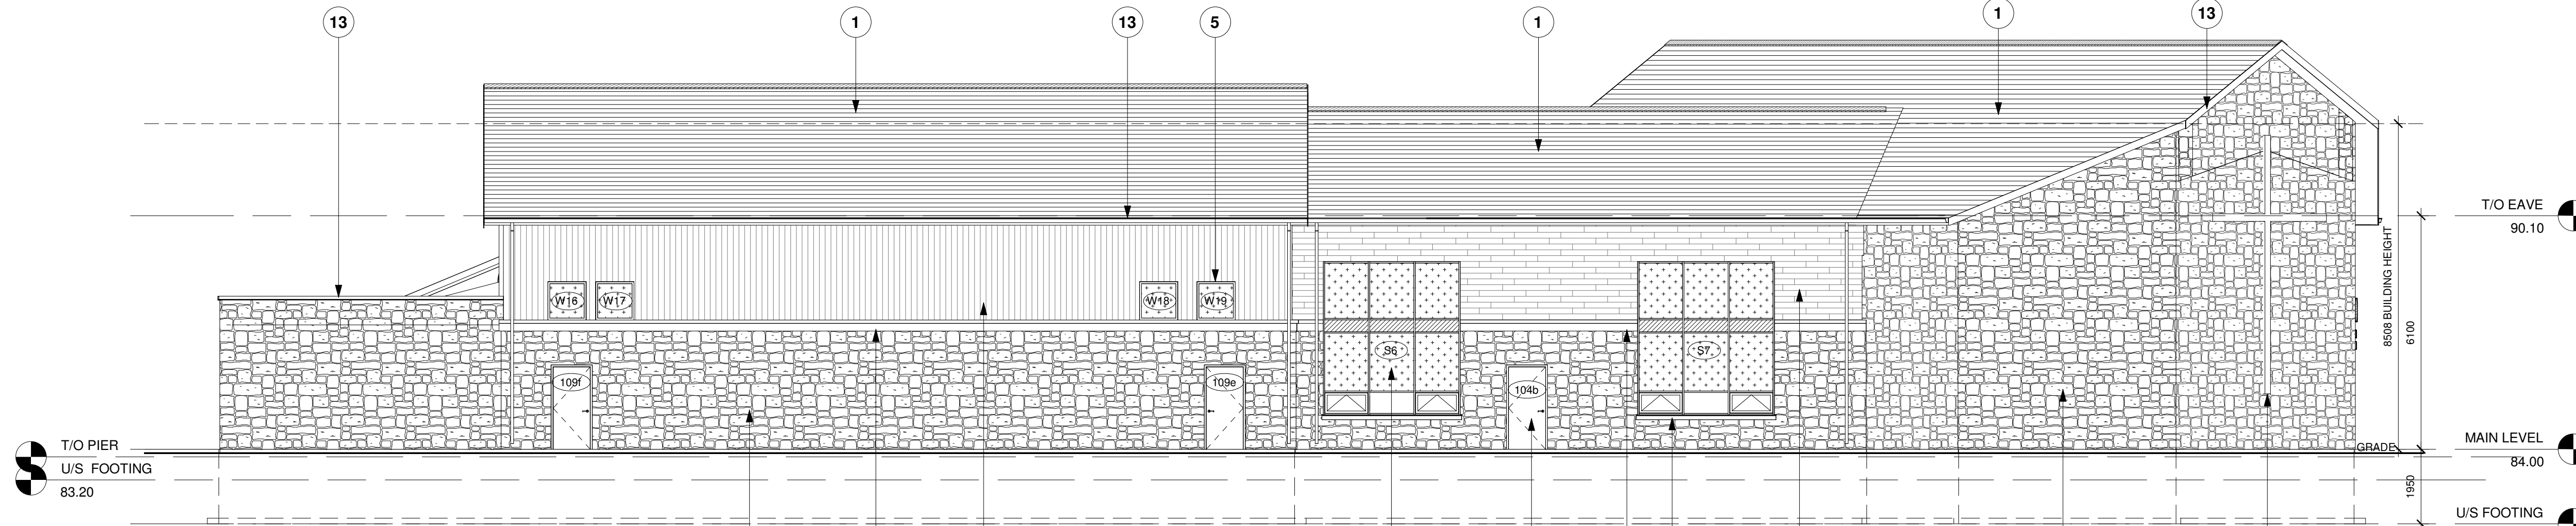 13
1
13
5
1
1
13
T/O EAVE
90.10
8508 BUILDING HEIGHT
6100
W16
W17
W18
W19
S6
S7
109f
109e
104b
T/O PIER
U/S FOOTING
83.20
GRADE
MAIN LEVEL
84.00
1950
U/S FOOTING